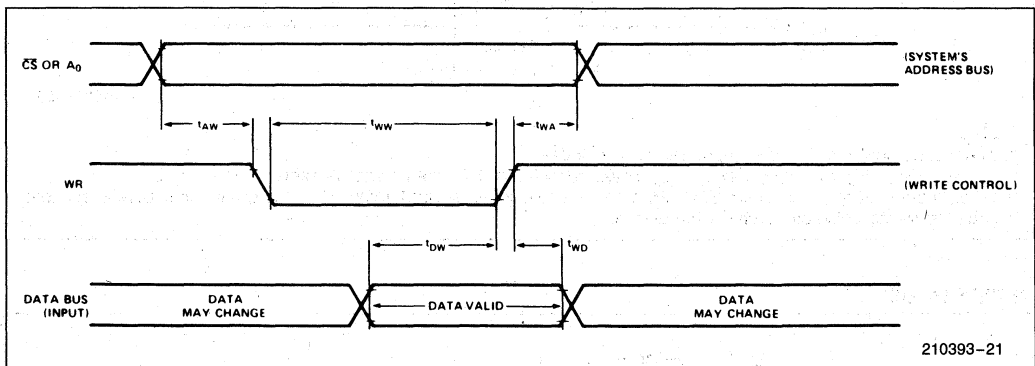 CS OR A0
(SYSTEM'S
ADDRESS BUS)
tAW
tWW
tWA
WR
(WRITE CONTROL)
tDW
tWD
DATA BUS
(INPUT)
DATA
MAY CHANGE
DATA VALID
DATA
MAY CHANGE
210393-21